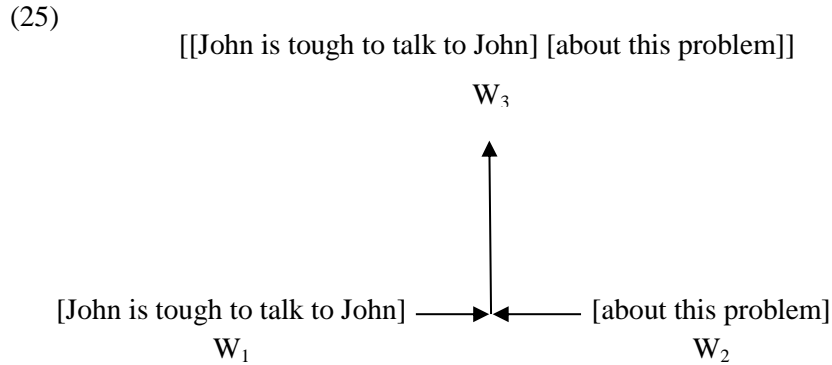 (25)
[[John is tough to talk to John] [about this problem]]
W₃
[John is tough to talk to John] [about this problem]
W₁ W₂